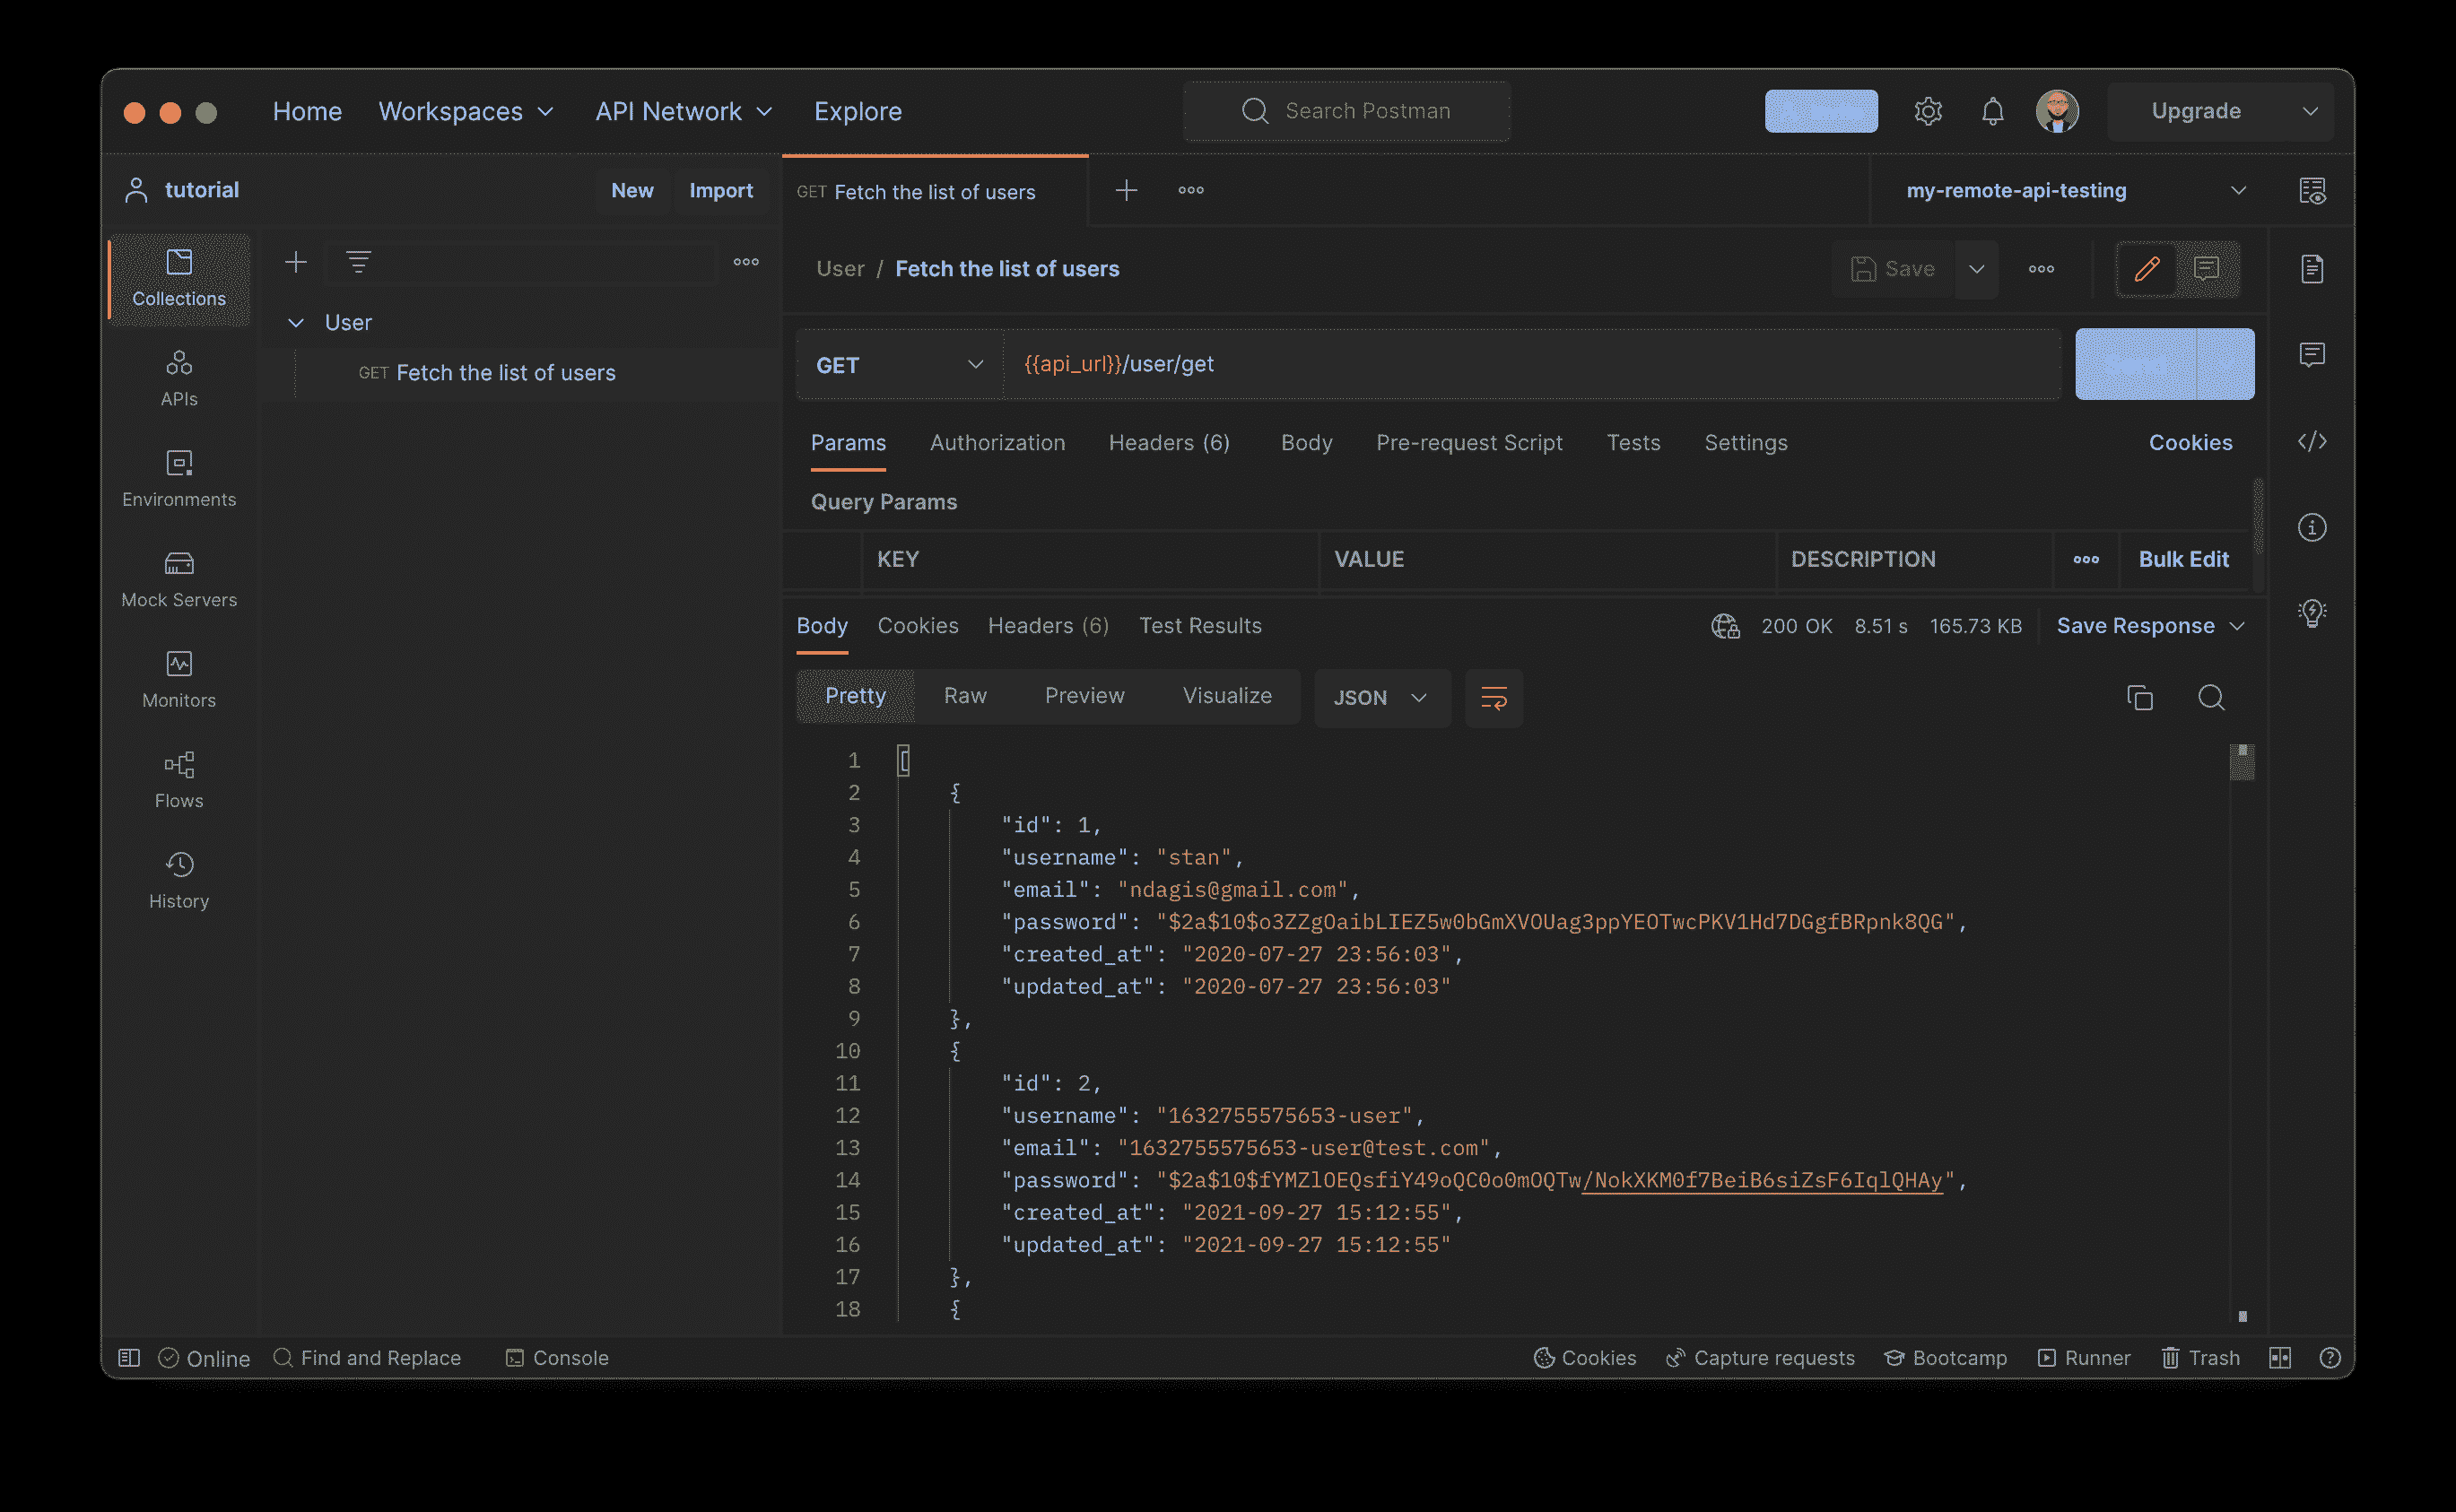 Home Workspaces API Network Explore Search Postman Upgrade
tutorial New Import GET Fetch the list of users my-remote-api-testing
Collections
APIs
Environments
Mock Servers
Monitors
Flows
History
User
GET Fetch the list of users
User / Fetch the list of users Save
GET {{api_url}}/user/get
Params Authorization Headers (6) Body Pre-request Script Tests Settings Cookies
Query Params
KEY VALUE DESCRIPTION Bulk Edit
Body Cookies Headers (6) Test Results 200 OK 8.51 s 165.73 KB Save Response
Pretty Raw Preview Visualize JSON
1 [
2 {
3 "id": 1,
4 "username": "stan",
5 "email": "ndagis@gmail.com",
6 "password": "$2a$10$o3ZZgOaibLIEZ5w0bGmXVOUag3ppYEOTwcPKV1Hd7DGgfBRpnk8QG",
7 "created_at": "2020-07-27 23:56:03",
8 "updated_at": "2020-07-27 23:56:03"
9 },
10 {
11 "id": 2,
12 "username": "1632755575653-user",
13 "email": "1632755575653-user@test.com",
14 "password": "$2a$10$fYMZlOEQsfiY49oQC0o0mOQTw/NokXKM0f7BeiB6siZsF6IqlQHAy",
15 "created_at": "2021-09-27 15:12:55",
16 "updated_at": "2021-09-27 15:12:55"
17 },
18 {
Online Find and Replace Console Cookies Capture requests Bootcamp Runner Trash